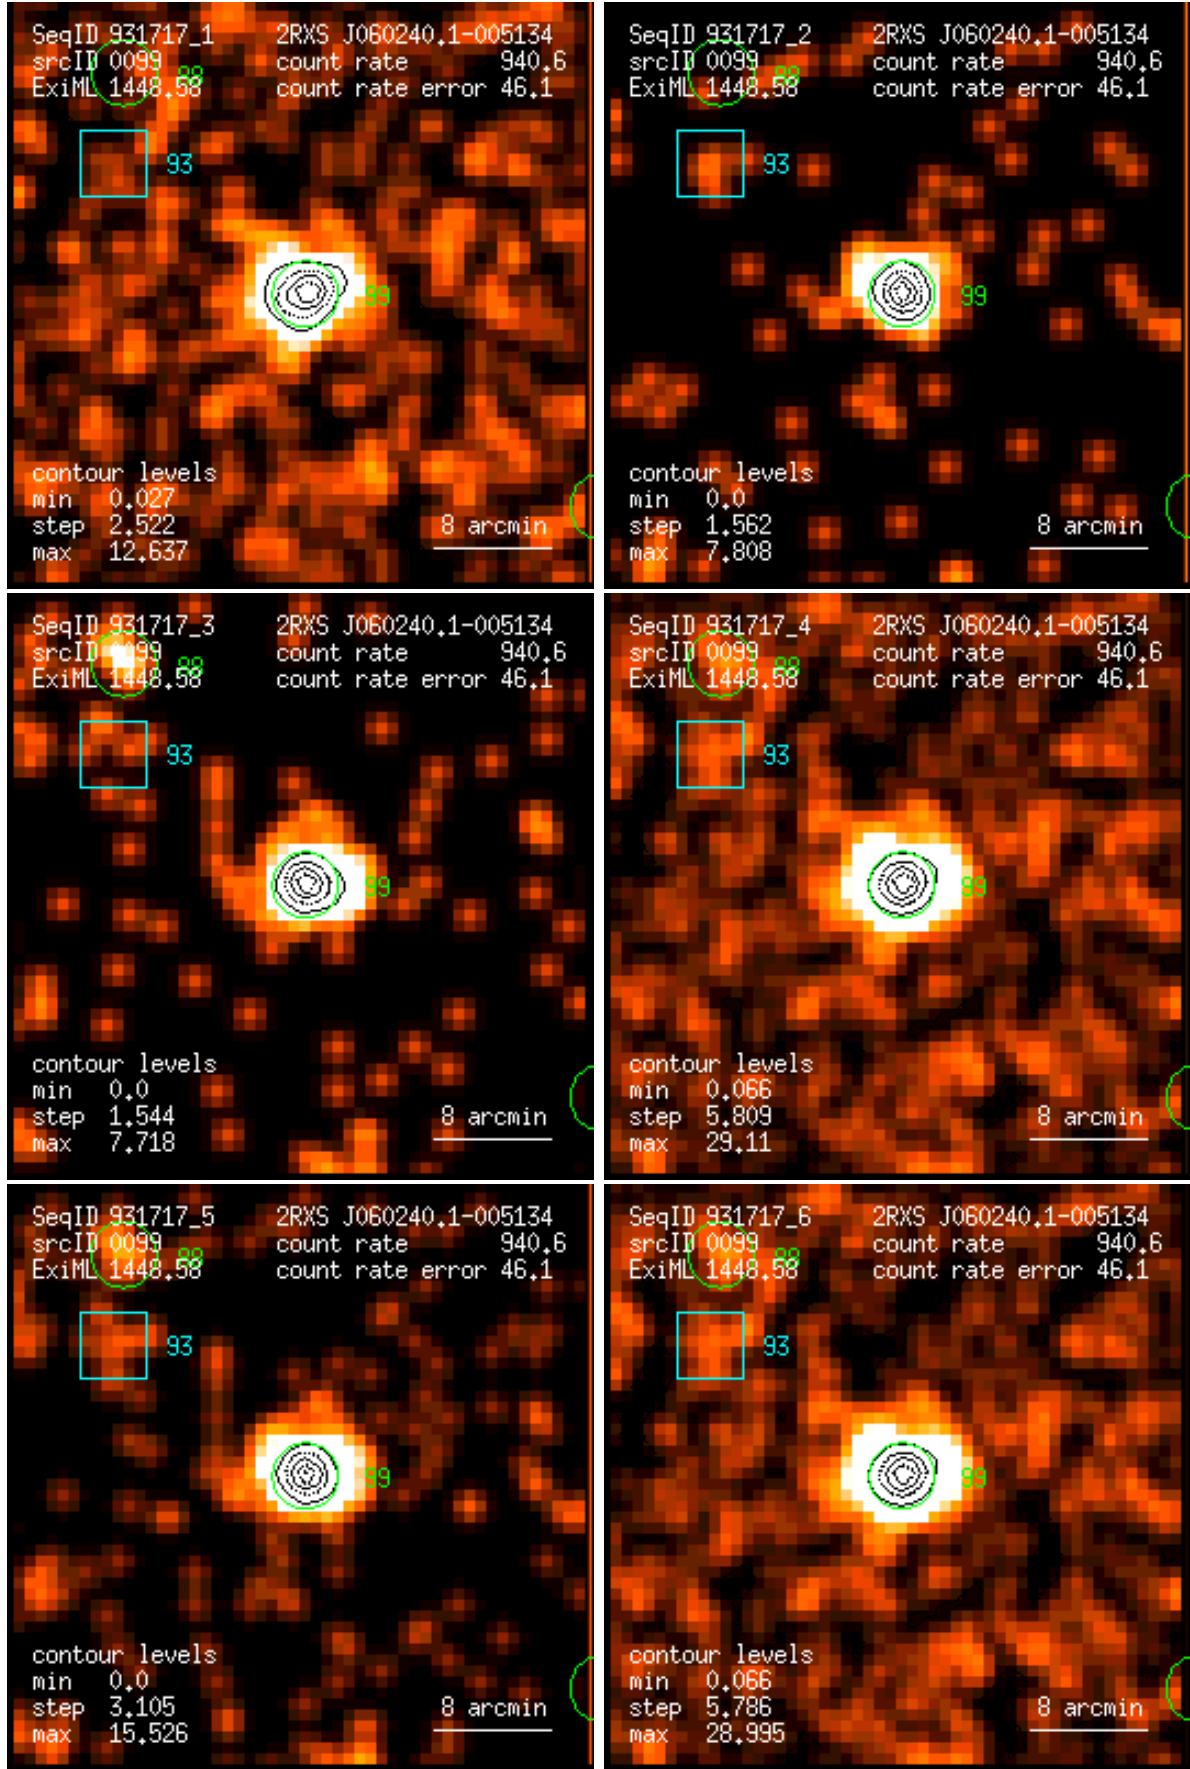 SeqID 931717_1 2RXS J060240.1-005134
srcID 0099 count rate 940.6
ExiML 1448.58 count rate error 46.1
98
93
99
contour levels
min 0.027
step 2.522
max 12.637
8 arcmin
SeqID 931717_2 2RXS J060240.1-005134
srcID 0099 count rate 940.6
ExiML 1448.58 count rate error 46.1
98
93
99
contour levels
min 0.0
step 1.562
max 7.808
8 arcmin
SeqID 931717_3 2RXS J060240.1-005134
srcID 0099 count rate 940.6
ExiML 1448.58 count rate error 46.1
98
93
99
contour levels
min 0.0
step 1.544
max 7.718
8 arcmin
SeqID 931717_4 2RXS J060240.1-005134
srcID 0099 count rate 940.6
ExiML 1448.58 count rate error 46.1
98
93
99
contour levels
min 0.066
step 5.809
max 29.11
8 arcmin
SeqID 931717_5 2RXS J060240.1-005134
srcID 0099 count rate 940.6
ExiML 1448.58 count rate error 46.1
98
93
99
contour levels
min 0.0
step 3.105
max 15.526
8 arcmin
SeqID 931717_6 2RXS J060240.1-005134
srcID 0099 count rate 940.6
ExiML 1448.58 count rate error 46.1
98
93
99
contour levels
min 0.066
step 5.786
max 28.995
8 arcmin